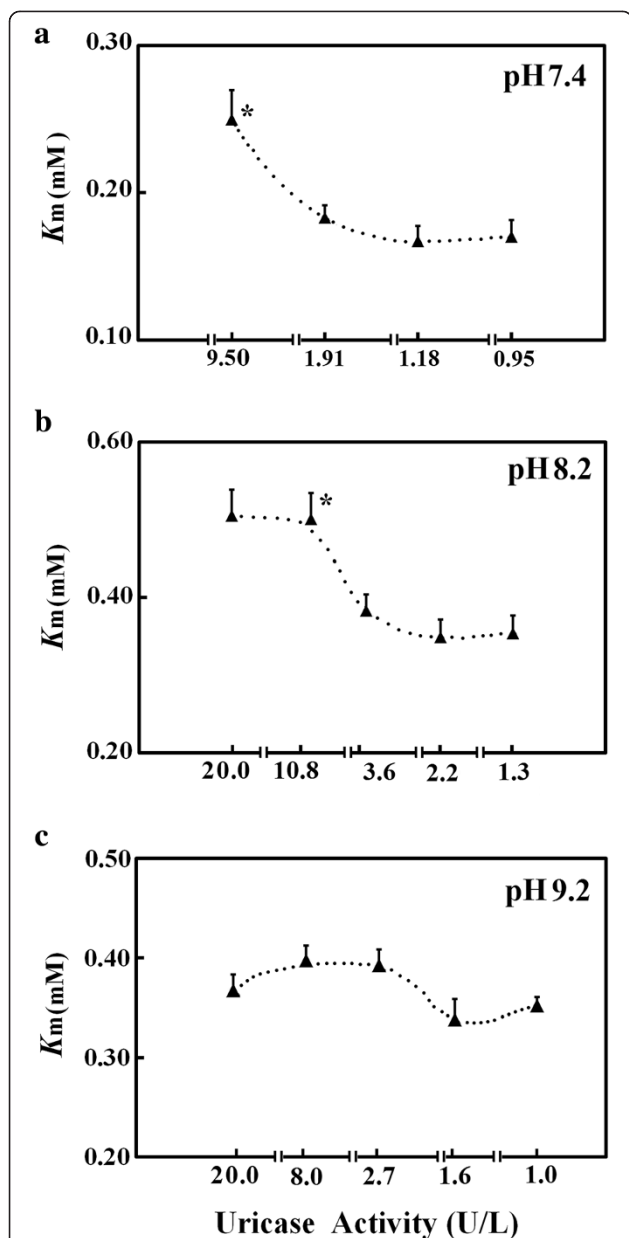 a
0.30
pH 7.4
*
Km (mM)
0.20
0.10
9.50 1.91 1.18 0.95
b
0.60
pH 8.2
*
Km (mM)
0.40
0.20
20.0 10.8 3.6 2.2 1.3
c
0.50
pH 9.2
0.40
Km (mM)
0.30
0.20
20.0 8.0 2.7 1.6 1.0
Uricase Activity (U/L)